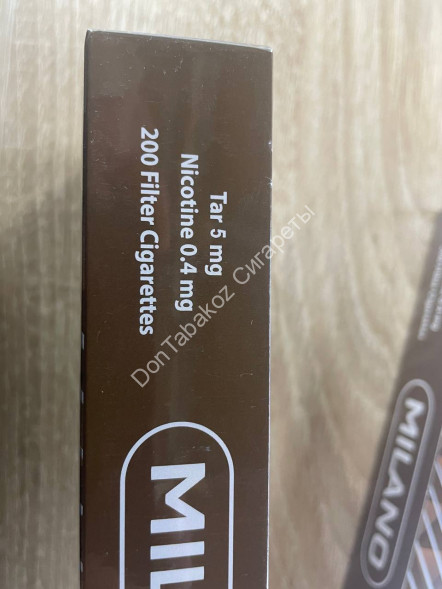 Tar 5 mg
Nicotine 0.4 mg
200 Filter Cigarettes
MIL
MILANO
DonTabakoz Сигареты